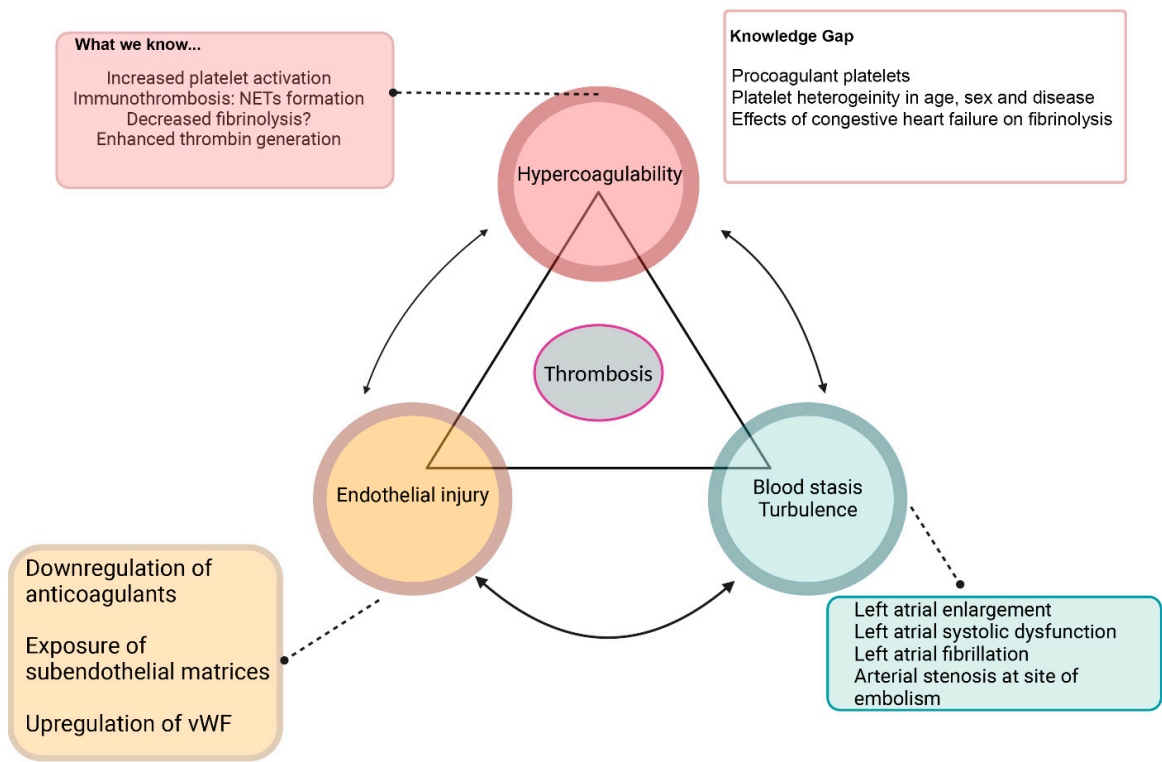 What we know...
Increased platelet activation
Immunothrombosis: NETs formation
Decreased fibrinolysis?
Enhanced thrombin generation
Knowledge Gap
Procoagulant platelets
Platelet heterogeinity in age, sex and disease
Effects of congestive heart failure on fibrinolysis
Hypercoagulability
Thrombosis
Endothelial injury
Blood stasis
Turbulence
Downregulation of
anticoagulants
Exposure of
subendothelial matrices
Upregulation of vWF
Left atrial enlargement
Left atrial systolic dysfunction
Left atrial fibrillation
Arterial stenosis at site of
embolism